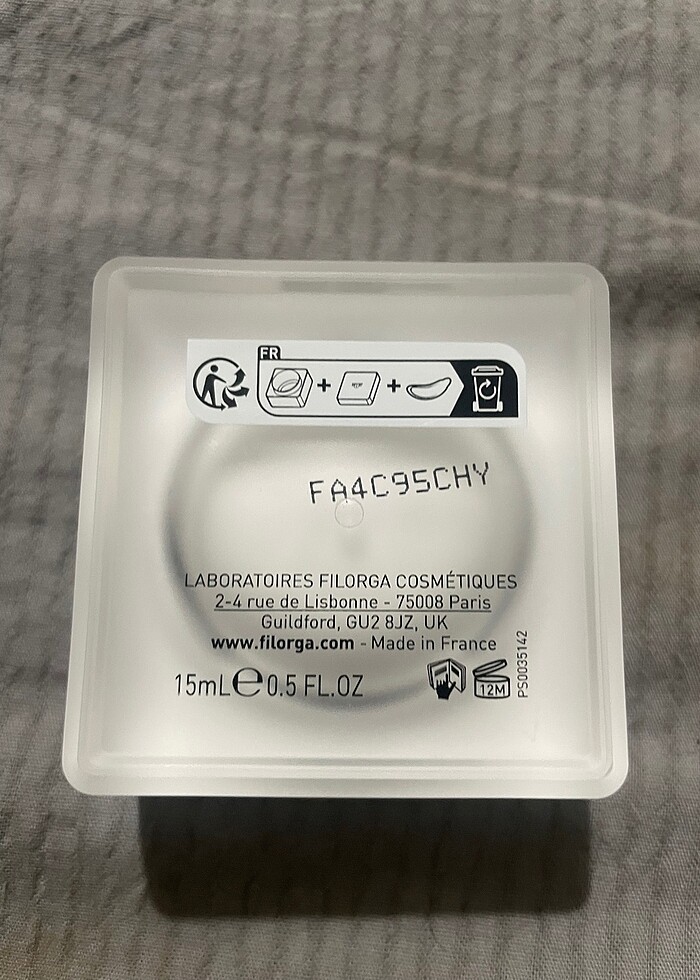 FR
FA4C95CHY
LABORATOIRES FILORGA COSMÉTIQUES
2-4 rue de Lisbonne - 75008 Paris
Guildford, GU2 8JZ, UK
www.filorga.com - Made in France
15mL℮0.5 FL.OZ
12M
PS0035142